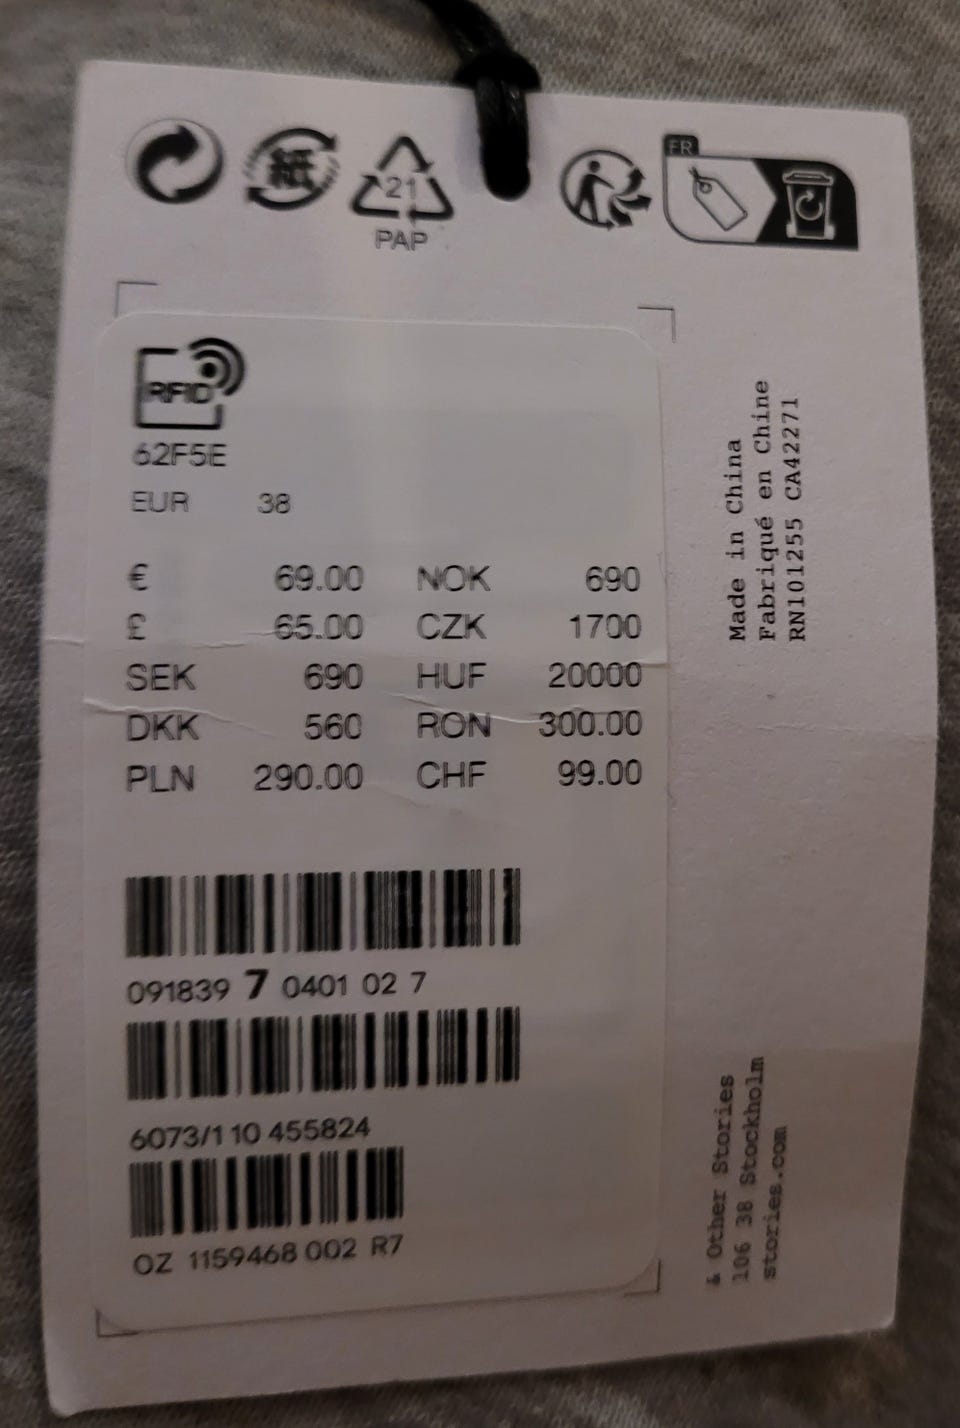 紙
21
PAP
FR
RFID
62F5E
EUR 38
€ 69.00 NOK 690
£ 65.00 CZK 1700
SEK 690 HUF 20000
DKK 560 RON 300.00
PLN 290.00 CHF 99.00
091839 7 0401 02 7
6073/1 10 455824
OZ 1159468 002 R7
Made in China
Fabriqué en Chine
RN101255 CA42271
& Other Stories
106 38 Stockholm
stories.com